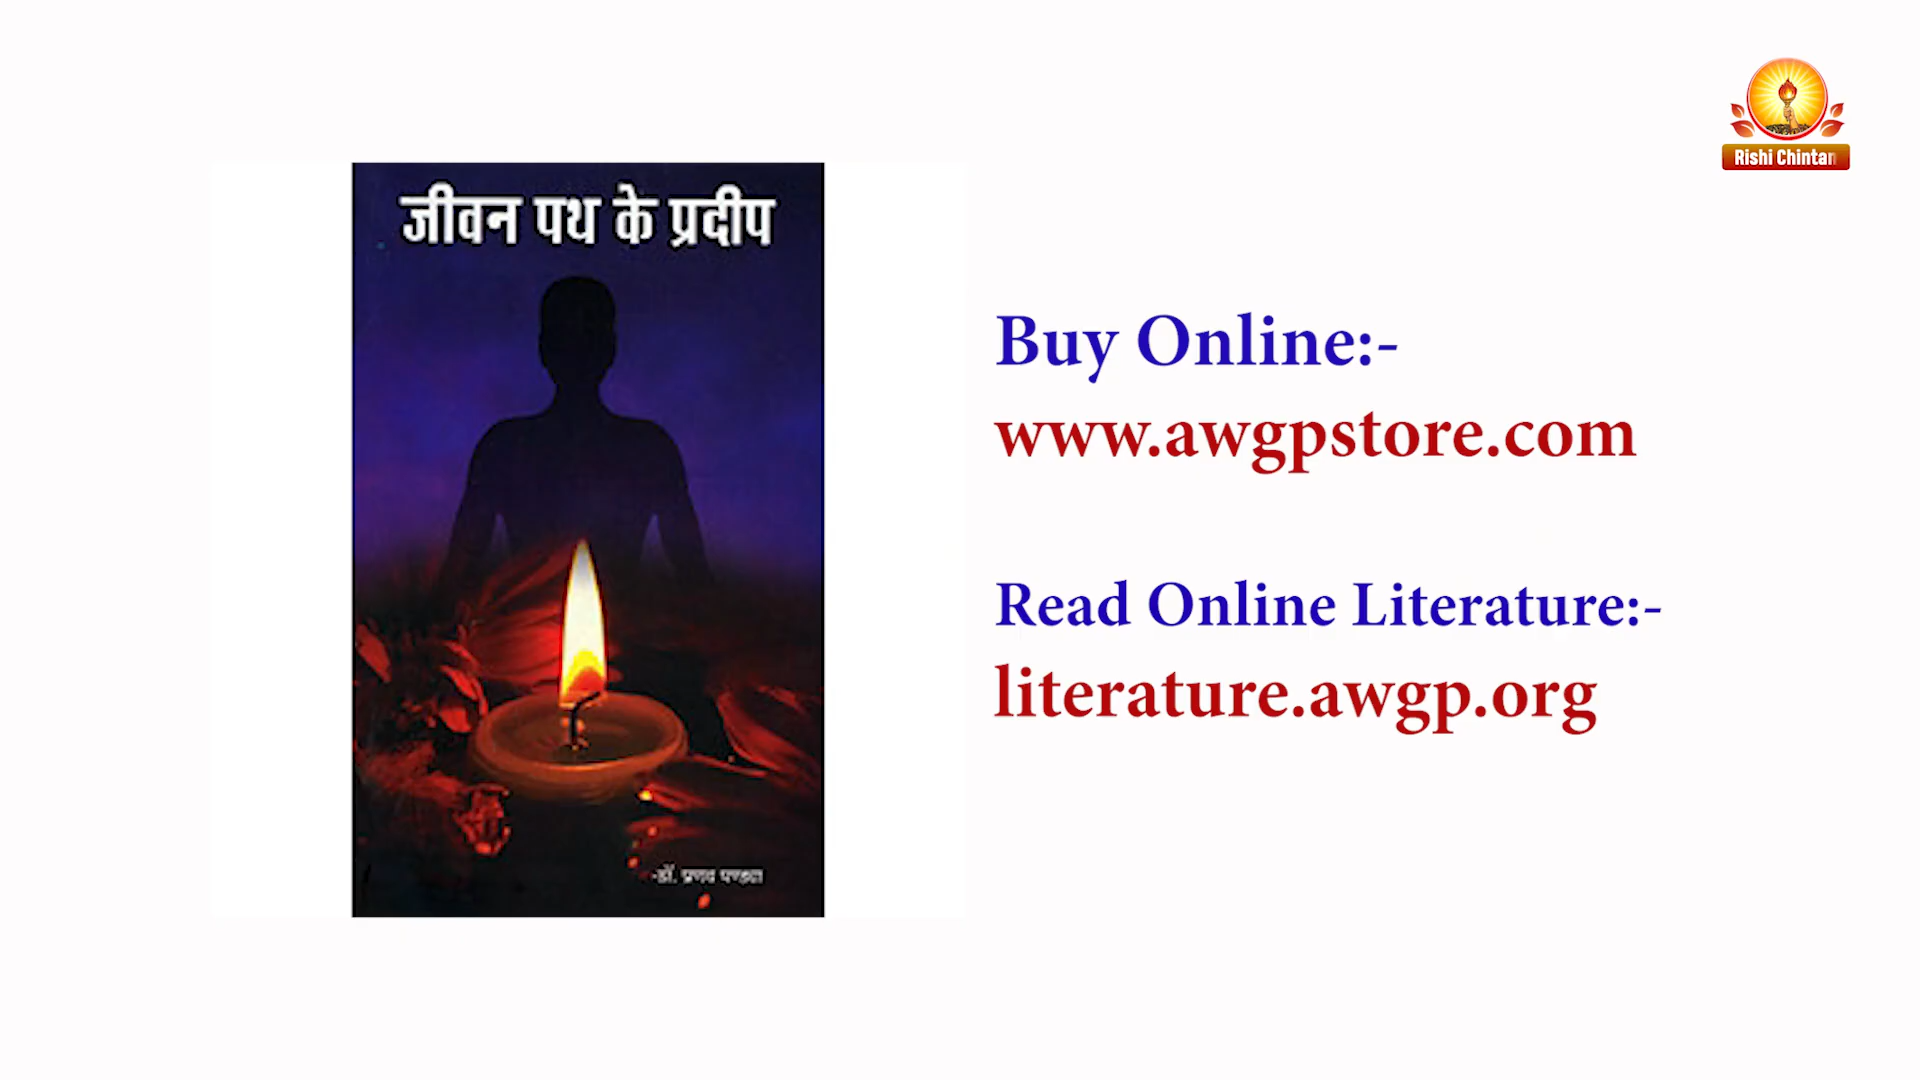 जीवन पथ के प्रदीप
-डॉ. प्रणव पण्ड्या
Rishi Chintan
Buy Online:-
www.awgpstore.com
Read Online Literature:-
literature.awgp.org